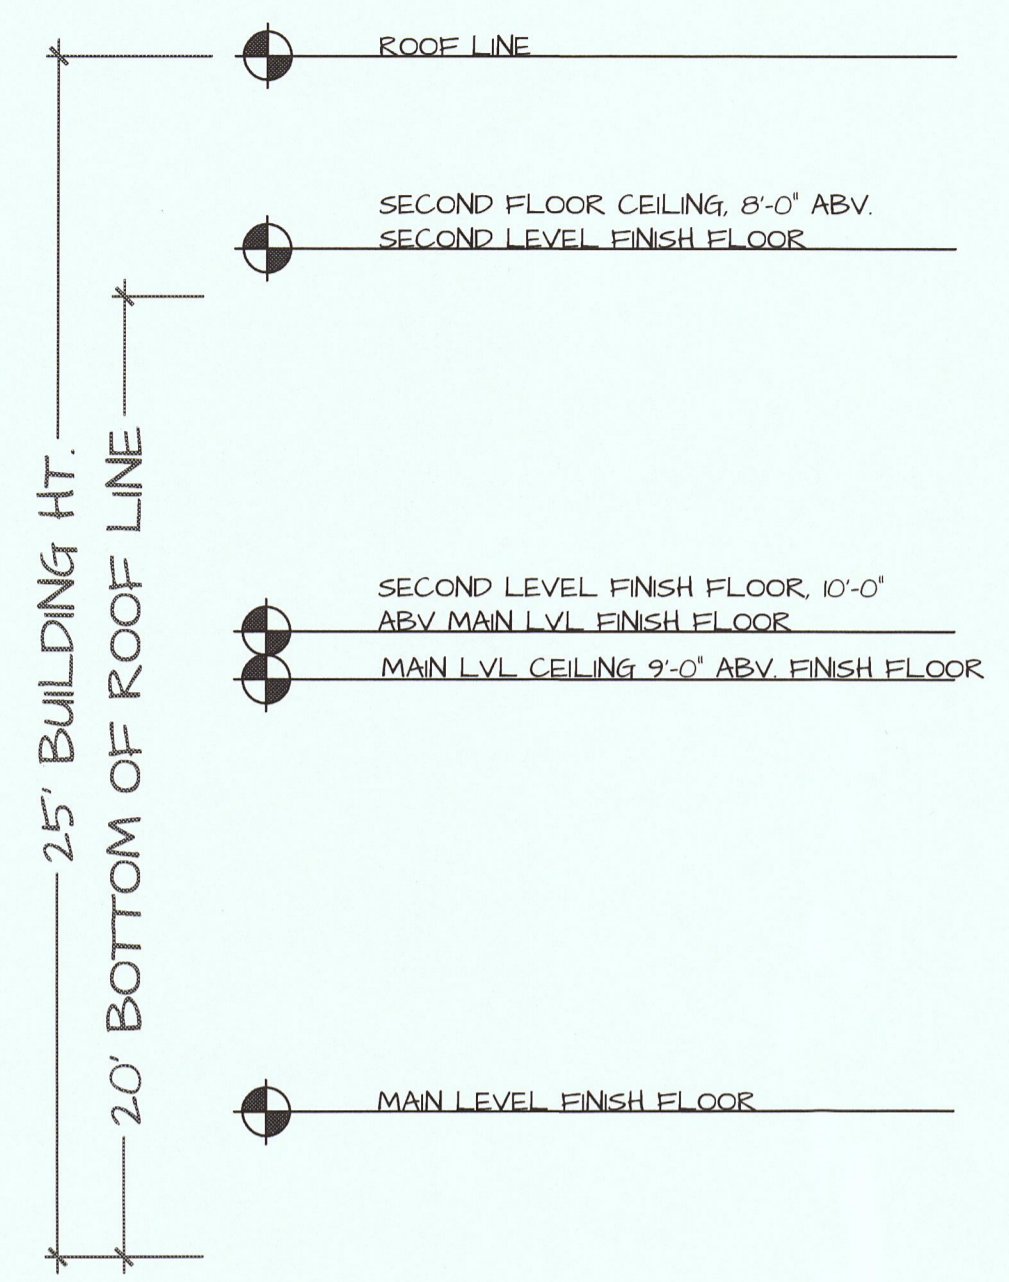 ROOF LINE
SECOND FLOOR CEILING, 8'-0" ABV.
SECOND LEVEL FINISH FLOOR
SECOND LEVEL FINISH FLOOR, 10'-0"
ABV MAIN LVL FINISH FLOOR
MAIN LVL CEILING 9'-0" ABV. FINISH FLOOR
MAIN LEVEL FINISH FLOOR
25' BUILDING HT.
20' BOTTOM OF ROOF LINE